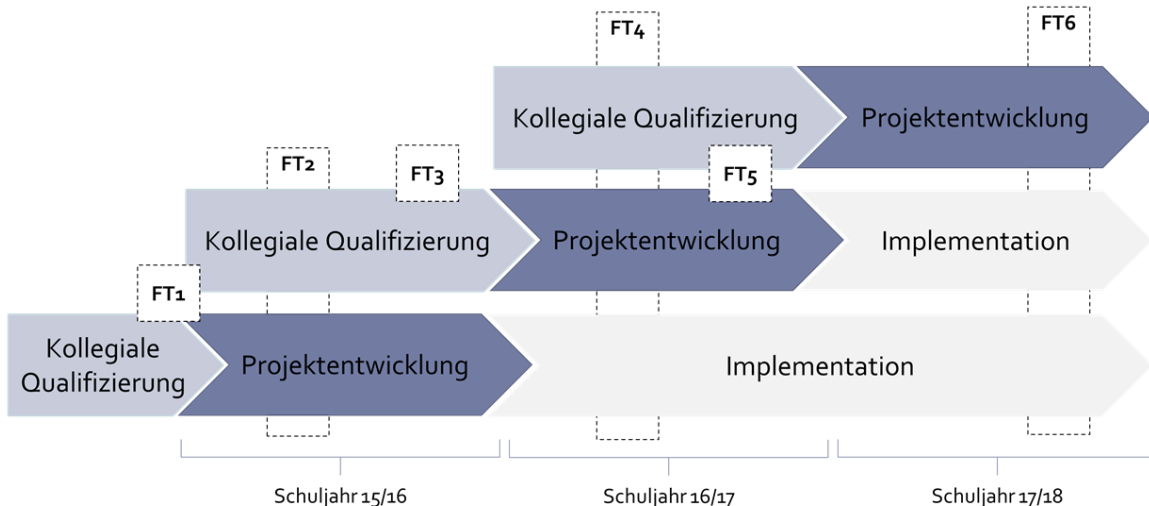 FT4
FT6
Kollegiale Qualifizierung
Projektentwicklung
FT2
FT3
FT5
Kollegiale Qualifizierung
Projektentwicklung
Implementation
FT1
Kollegiale
Qualifizierung
Projektentwicklung
Implementation
Schuljahr 15/16
Schuljahr 16/17
Schuljahr 17/18